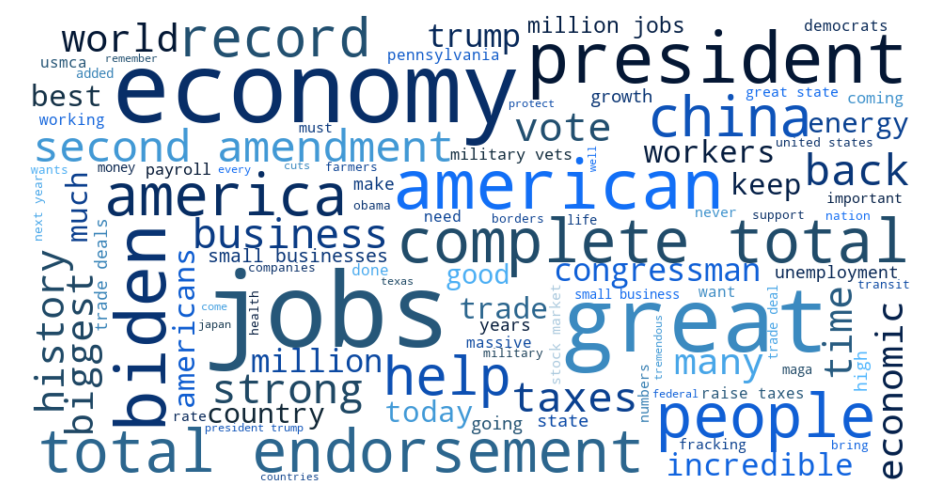 world
record
trump
million jobs
democrats
usmca
remember
pennsylvania
president
added
economy
best
growth
great state
coming
working
protect
china
energy
must
vote
second amendment
military vets
workers
united states
wants
money
payroll
every
cuts
farmers
well
back
america
make
american
keep
important
next year
much
obama
need
borders
life
never
support
nation
trade deals
biden
business
complete total
small businesses
companies
done
good
congressman
unemployment
texas
transit
history
biggest
americans
jobs
come
japan
health
trade
years
stock market
small business
want
great
trade deal
time
economic
massive
military
tremendous
million
help
many
maga
high
strong
taxes
numbers
federal
raise taxes
rate
country
today
going
state
people
president trump
total endorsement
fracking
bring
incredible
countries